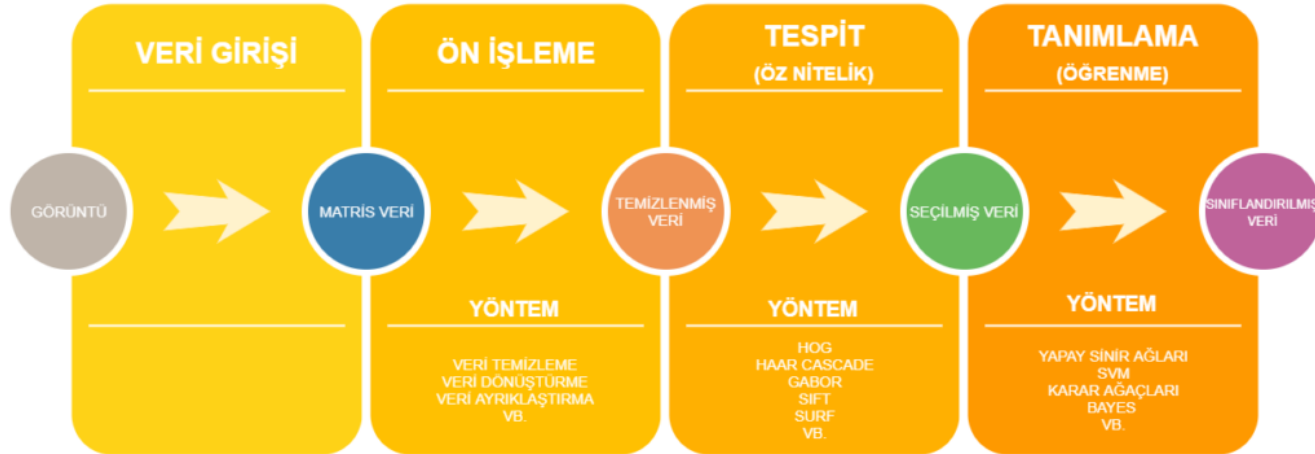 VERİ GİRİŞİ
ÖN İŞLEME
TESPİT
(ÖZ NİTELİK)
TANIMLAMA
(ÖĞRENME)
GÖRÜNTÜ
MATRİS VERİ
TEMİZLENMİŞ
VERİ
SEÇİLMİŞ VERİ
SINIFLANDIRILMIŞ
VERİ
YÖNTEM
VERİ TEMİZLEME
VERİ DÖNÜŞTÜRME
VERİ AYRIKLAŞTIRMA
VB.
YÖNTEM
HOG
HAAR CASCADE
GABOR
SIFT
SURF
VB.
YÖNTEM
YAPAY SİNİR AĞLARI
SVM
KARAR AĞAÇLARI
BAYES
VB.